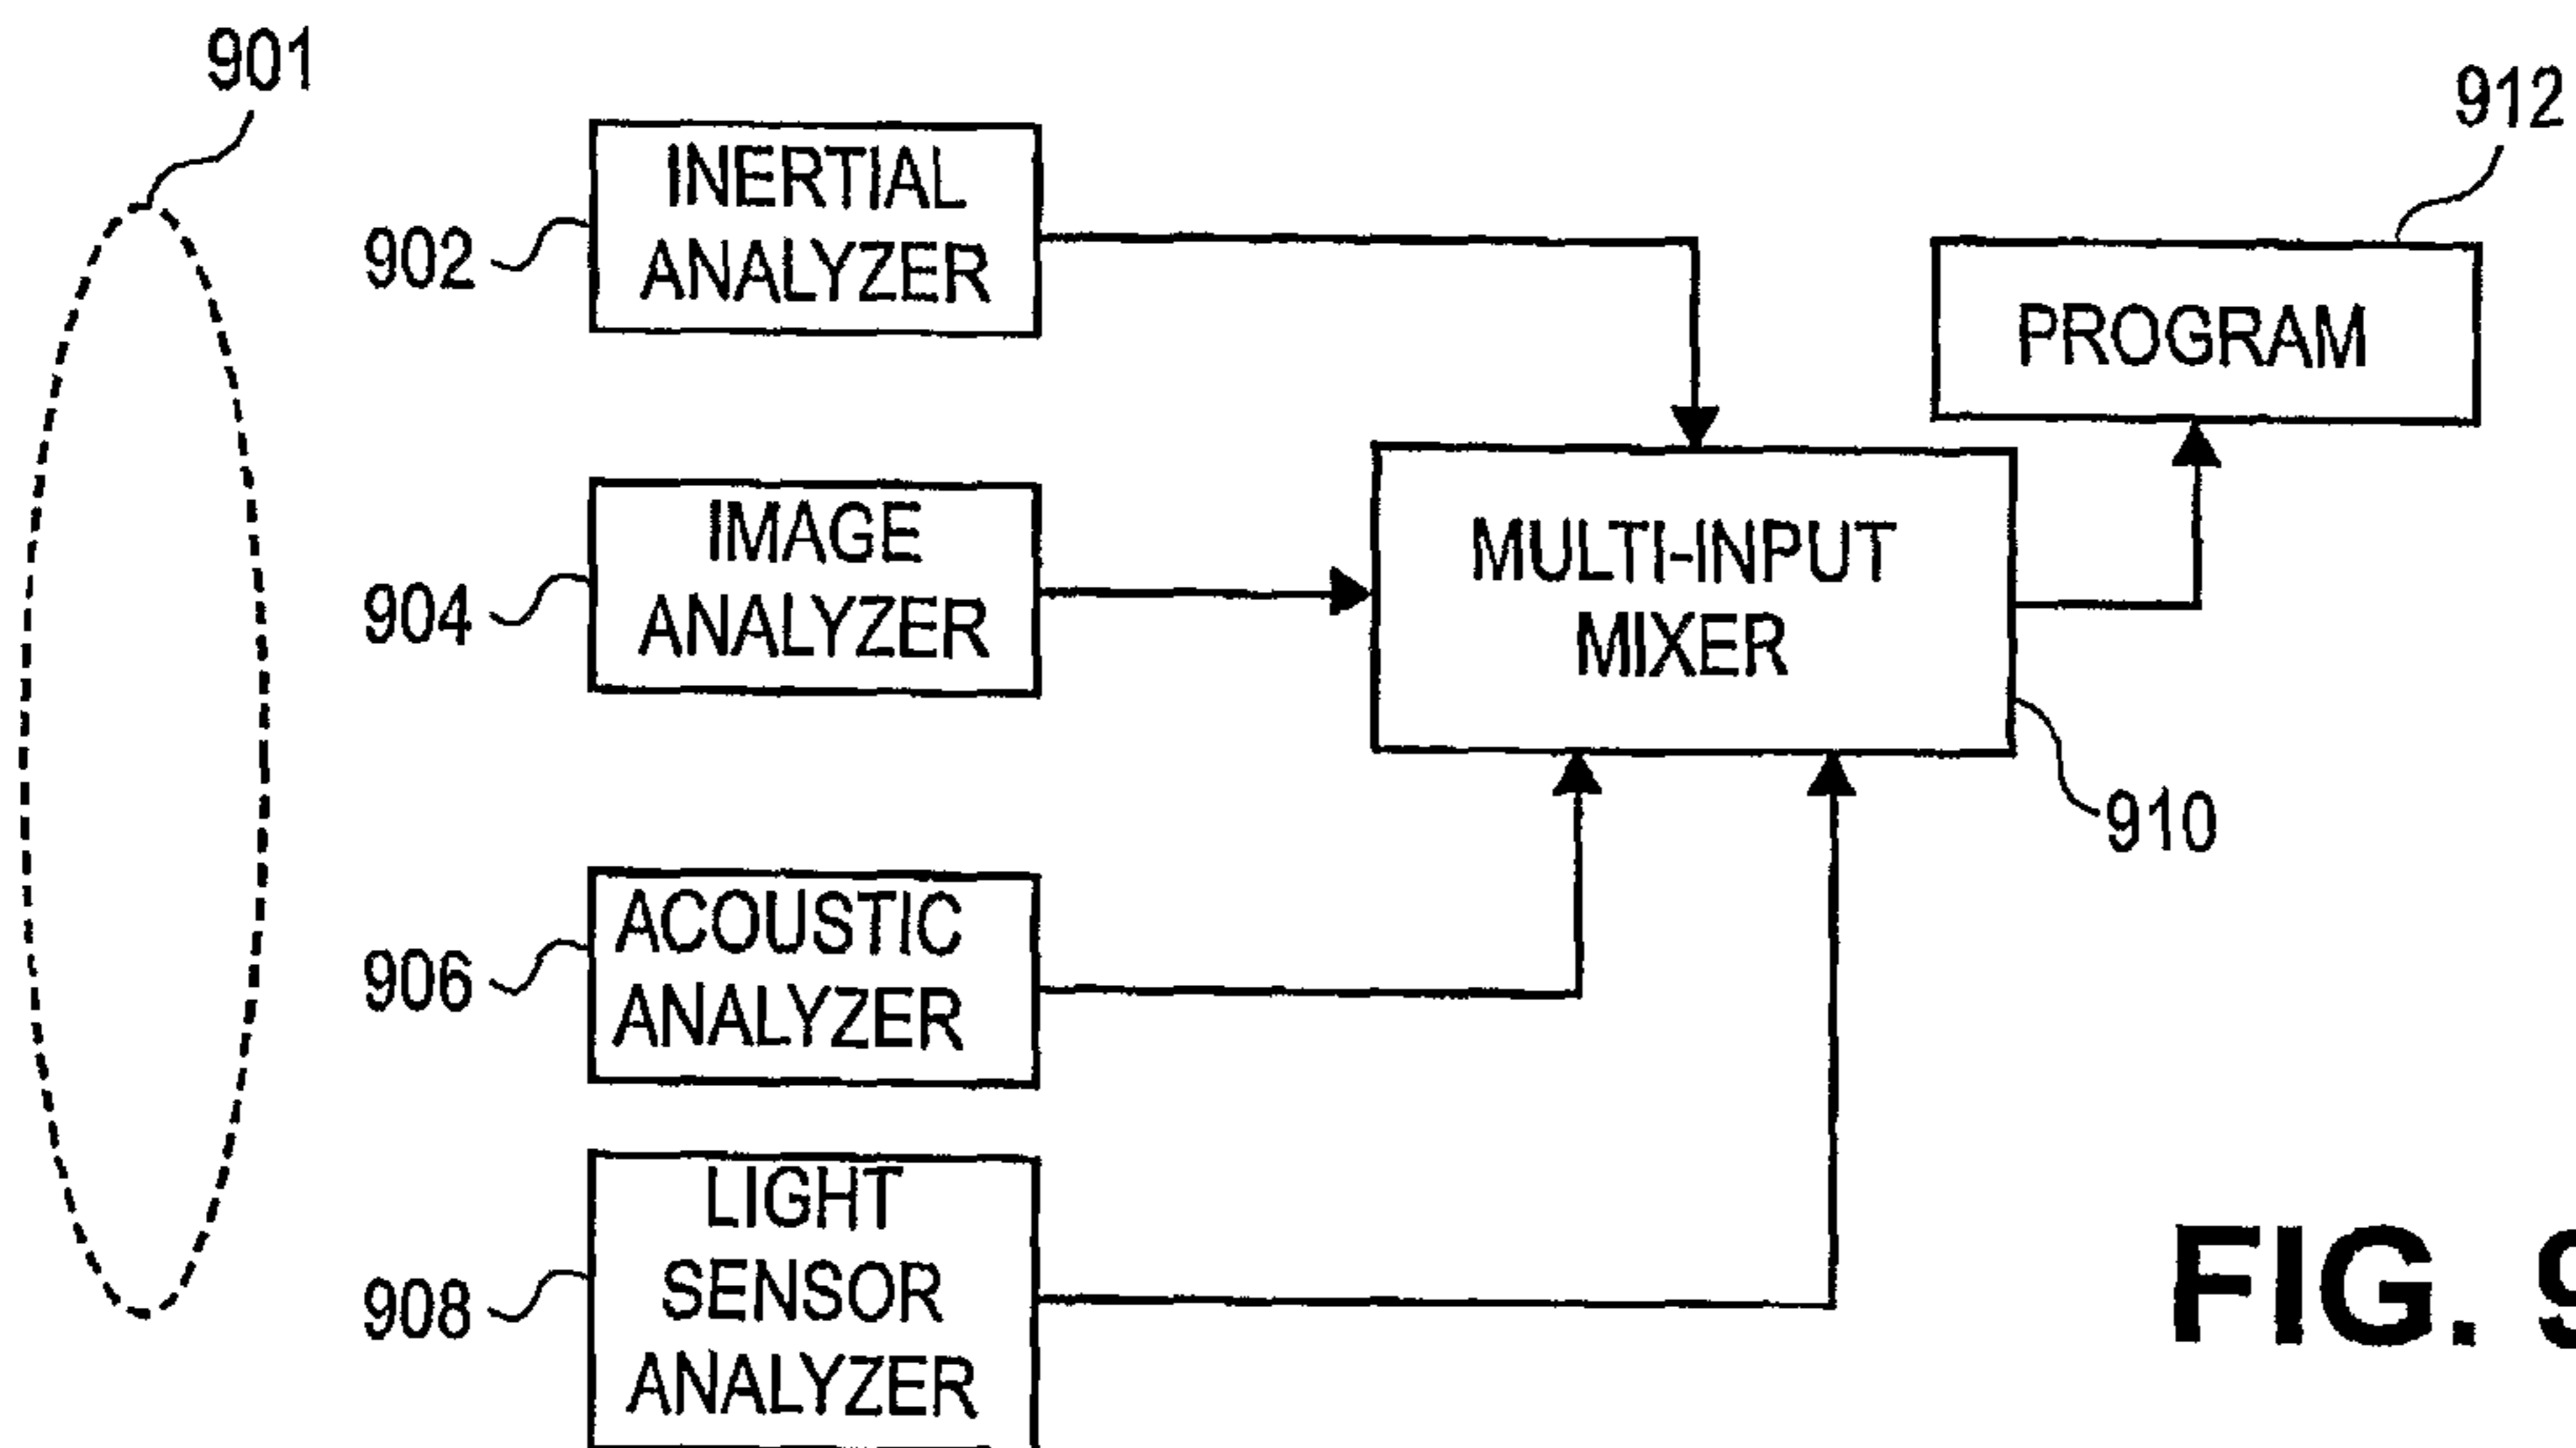 901
912
902
INERTIAL
ANALYZER
PROGRAM
904
IMAGE
ANALYZER
MULTI-INPUT
MIXER
910
906
ACOUSTIC
ANALYZER
908
LIGHT
SENSOR
ANALYZER
FIG. 9